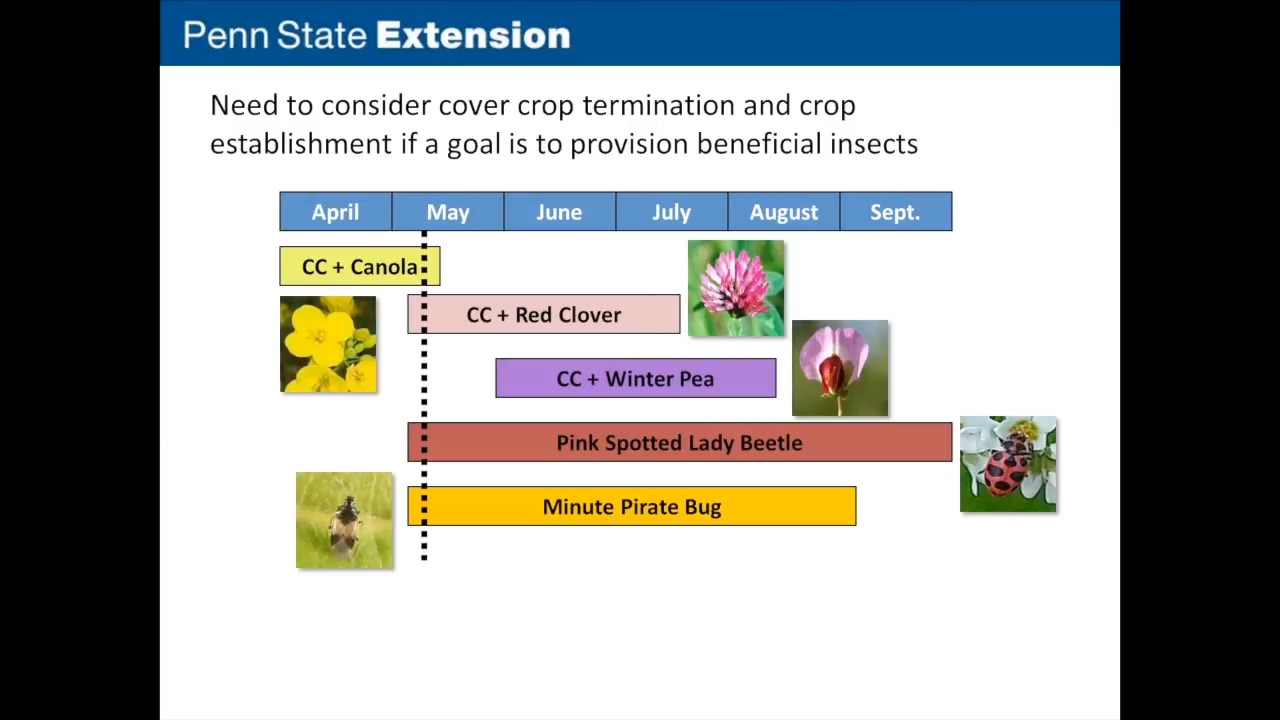 Penn State Extension
Need to consider cover crop termination and crop
establishment if a goal is to provision beneficial insects
April May June July August Sept.
CC + Canola
CC + Red Clover
CC + Winter Pea
Pink Spotted Lady Beetle
Minute Pirate Bug